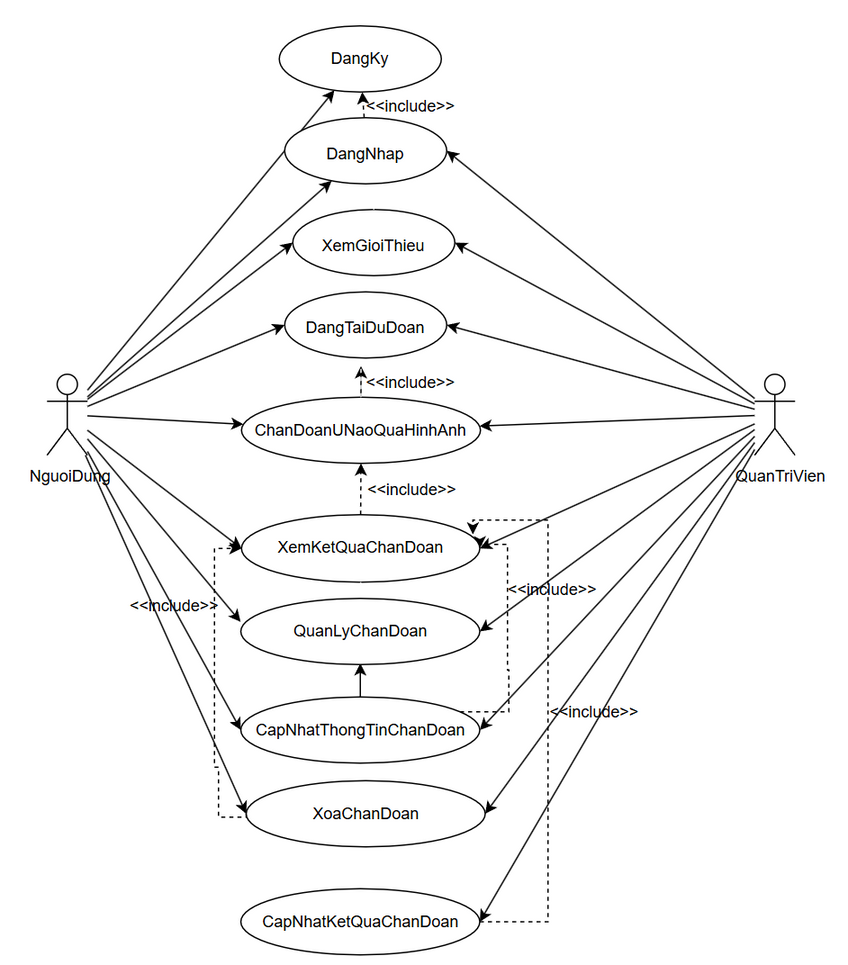 DangKy
<<include>>
DangNhap
XemGioiThieu
DangTaiDuDoan
<<include>>
ChanDoanUNaoQuaHinhAnh
NguoiDung
QuanTriVien
<<include>>
XemKetQuaChanDoan
<<include>>
<<include>>
QuanLyChanDoan
<<include>>
CapNhatThongTinChanDoan
XoaChanDoan
CapNhatKetQuaChanDoan